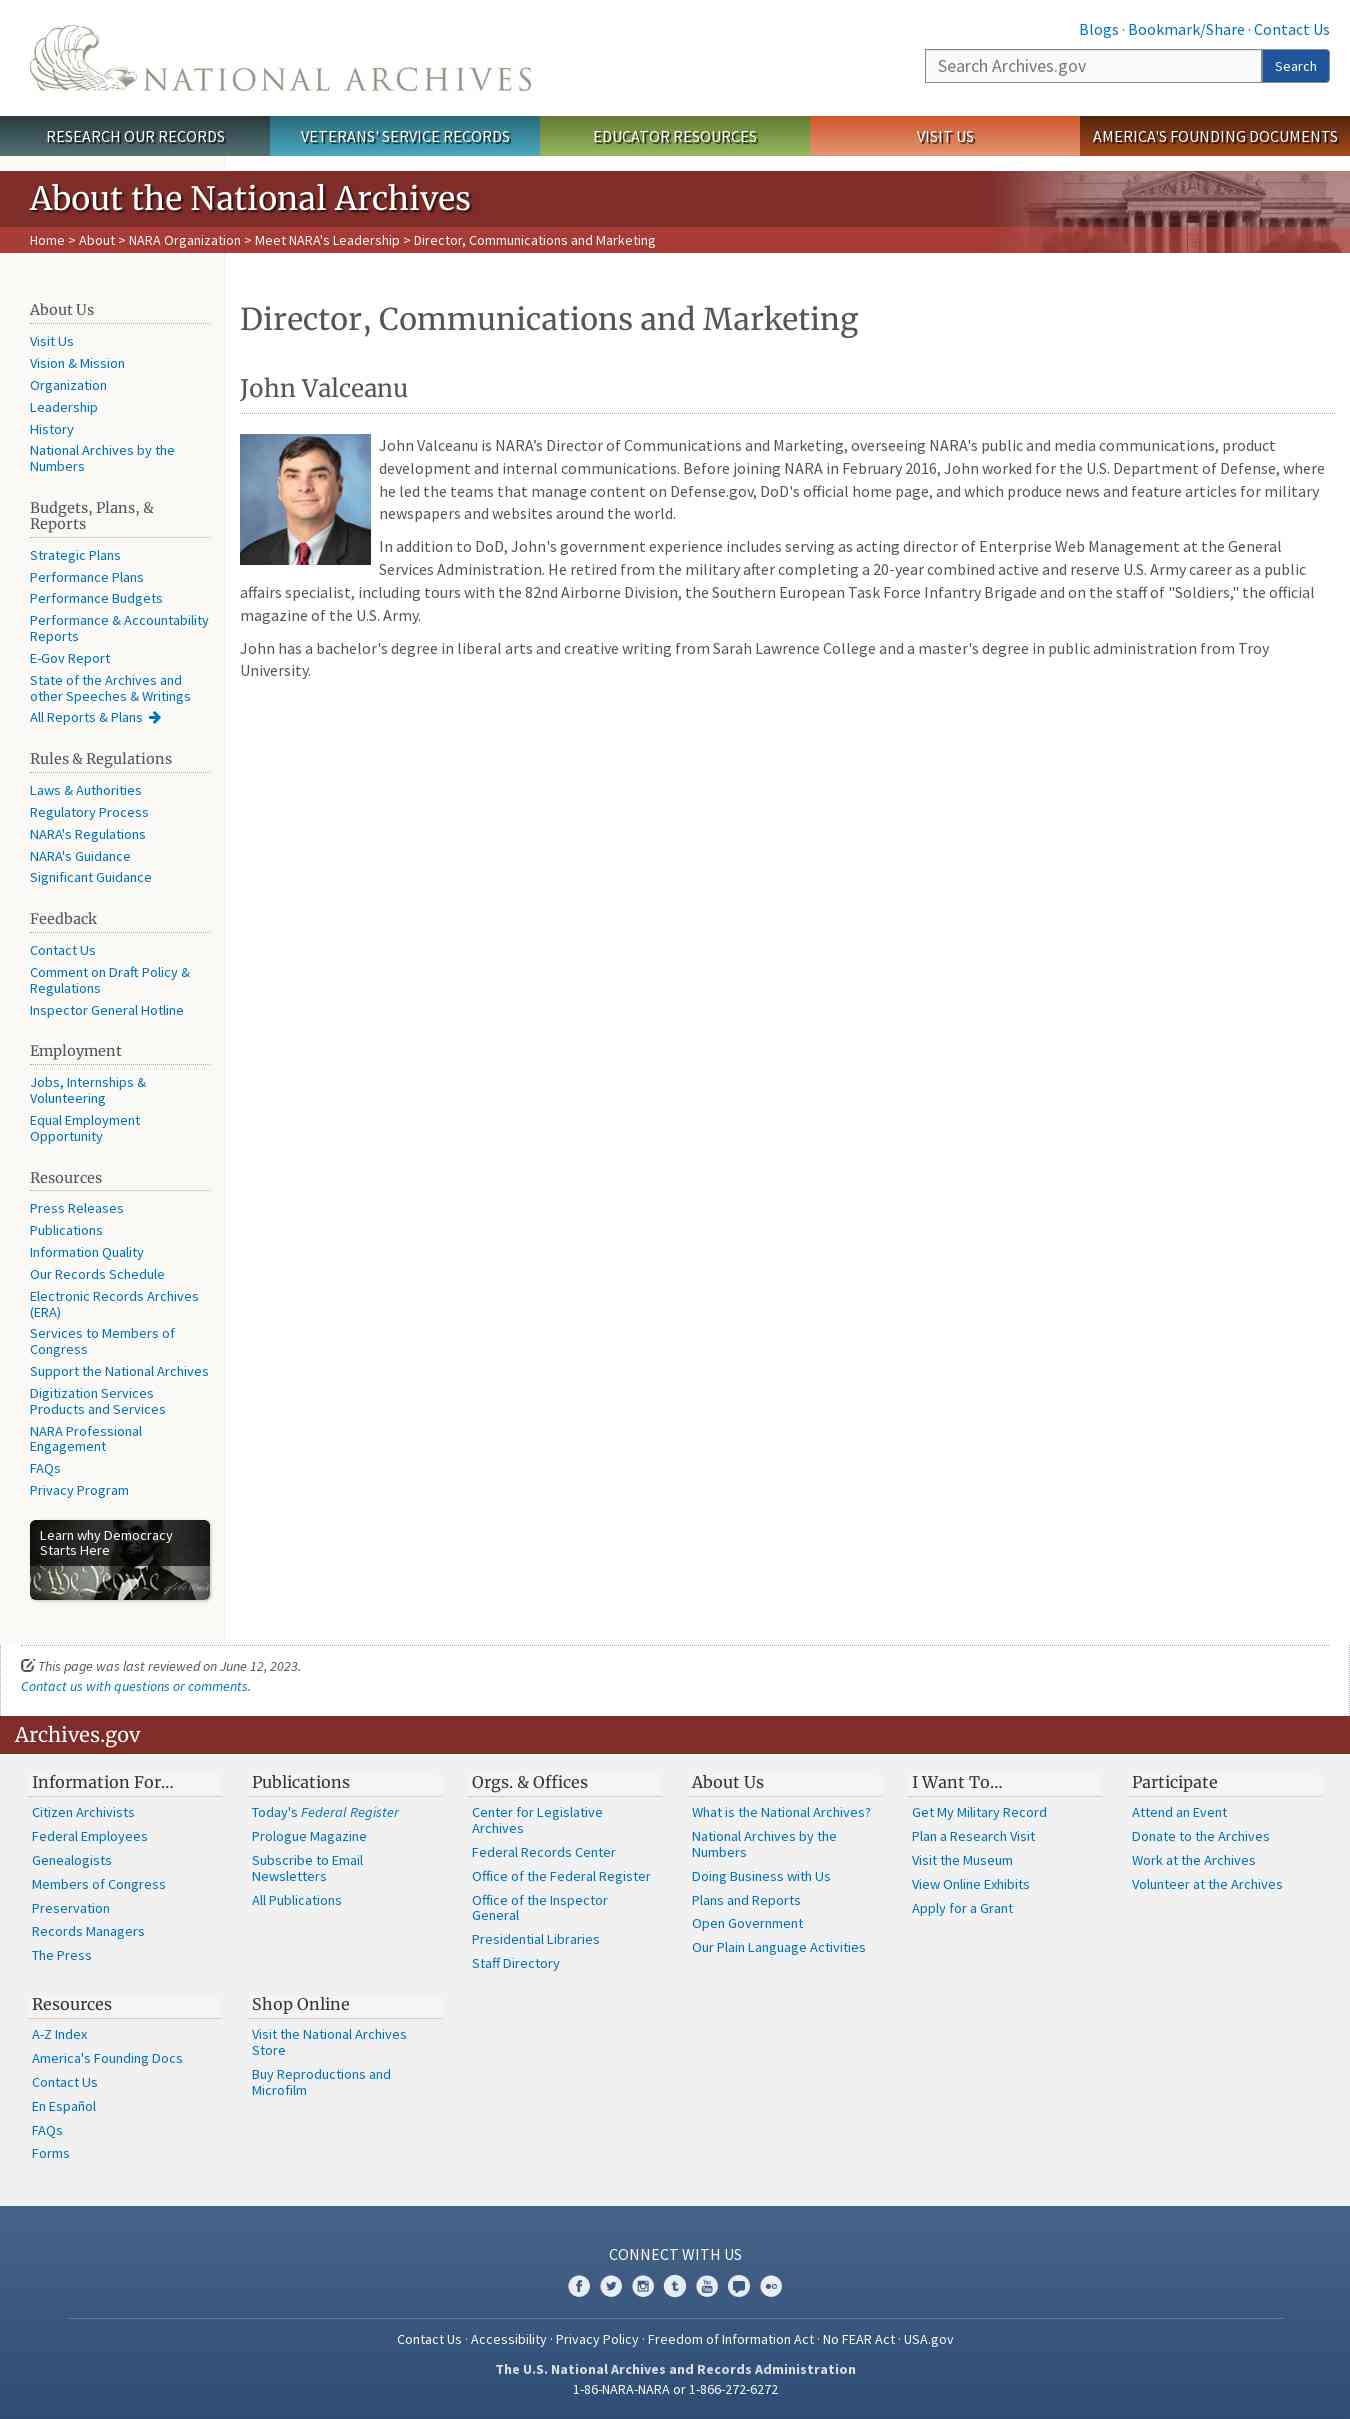 Blogs · Bookmark/Share · Contact Us
NATIONAL ARCHIVES
Search Archives.gov
Search
RESEARCH OUR RECORDS
VETERANS' SERVICE RECORDS
EDUCATOR RESOURCES
VISIT US
AMERICA'S FOUNDING DOCUMENTS
About the National Archives
Home > About > NARA Organization > Meet NARA's Leadership > Director, Communications and Marketing
About Us
Visit Us
Vision & Mission
Organization
Leadership
History
National Archives by the
Numbers
Budgets, Plans, &
Reports
Strategic Plans
Performance Plans
Performance Budgets
Performance & Accountability
Reports
E-Gov Report
State of the Archives and
other Speeches & Writings
All Reports & Plans
Rules & Regulations
Laws & Authorities
Regulatory Process
NARA's Regulations
NARA's Guidance
Significant Guidance
Feedback
Contact Us
Comment on Draft Policy &
Regulations
Inspector General Hotline
Employment
Jobs, Internships &
Volunteering
Equal Employment
Opportunity
Resources
Press Releases
Publications
Information Quality
Our Records Schedule
Electronic Records Archives
(ERA)
Services to Members of
Congress
Support the National Archives
Digitization Services
Products and Services
NARA Professional
Engagement
FAQs
Privacy Program
Learn why Democracy
Starts Here
We the People
Director, Communications and Marketing
John Valceanu
John Valceanu is NARA’s Director of Communications and Marketing, overseeing NARA's public and media communications, product
development and internal communications. Before joining NARA in February 2016, John worked for the U.S. Department of Defense, where
he led the teams that manage content on Defense.gov, DoD's official home page, and which produce news and feature articles for military
newspapers and websites around the world.
In addition to DoD, John's government experience includes serving as acting director of Enterprise Web Management at the General
Services Administration. He retired from the military after completing a 20-year combined active and reserve U.S. Army career as a public
affairs specialist, including tours with the 82nd Airborne Division, the Southern European Task Force Infantry Brigade and on the staff of "Soldiers," the official
magazine of the U.S. Army.
John has a bachelor's degree in liberal arts and creative writing from Sarah Lawrence College and a master's degree in public administration from Troy
University.
This page was last reviewed on June 12, 2023.
Contact us with questions or comments.
Archives.gov
Information For…
Citizen Archivists
Federal Employees
Genealogists
Members of Congress
Preservation
Records Managers
The Press
Publications
Today's Federal Register
Prologue Magazine
Subscribe to Email
Newsletters
All Publications
Orgs. & Offices
Center for Legislative
Archives
Federal Records Center
Office of the Federal Register
Office of the Inspector
General
Presidential Libraries
Staff Directory
About Us
What is the National Archives?
National Archives by the
Numbers
Doing Business with Us
Plans and Reports
Open Government
Our Plain Language Activities
I Want To…
Get My Military Record
Plan a Research Visit
Visit the Museum
View Online Exhibits
Apply for a Grant
Participate
Attend an Event
Donate to the Archives
Work at the Archives
Volunteer at the Archives
Resources
A-Z Index
America's Founding Docs
Contact Us
En Español
FAQs
Forms
Shop Online
Visit the National Archives
Store
Buy Reproductions and
Microfilm
CONNECT WITH US
Contact Us · Accessibility · Privacy Policy · Freedom of Information Act · No FEAR Act · USA.gov
The U.S. National Archives and Records Administration
1-86-NARA-NARA or 1-866-272-6272